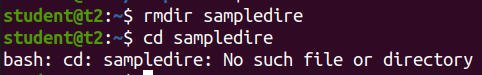 student@t2:~$ rmdir sampledire
student@t2:~$ cd sampledire
bash: cd: sampledire: No such file or directory